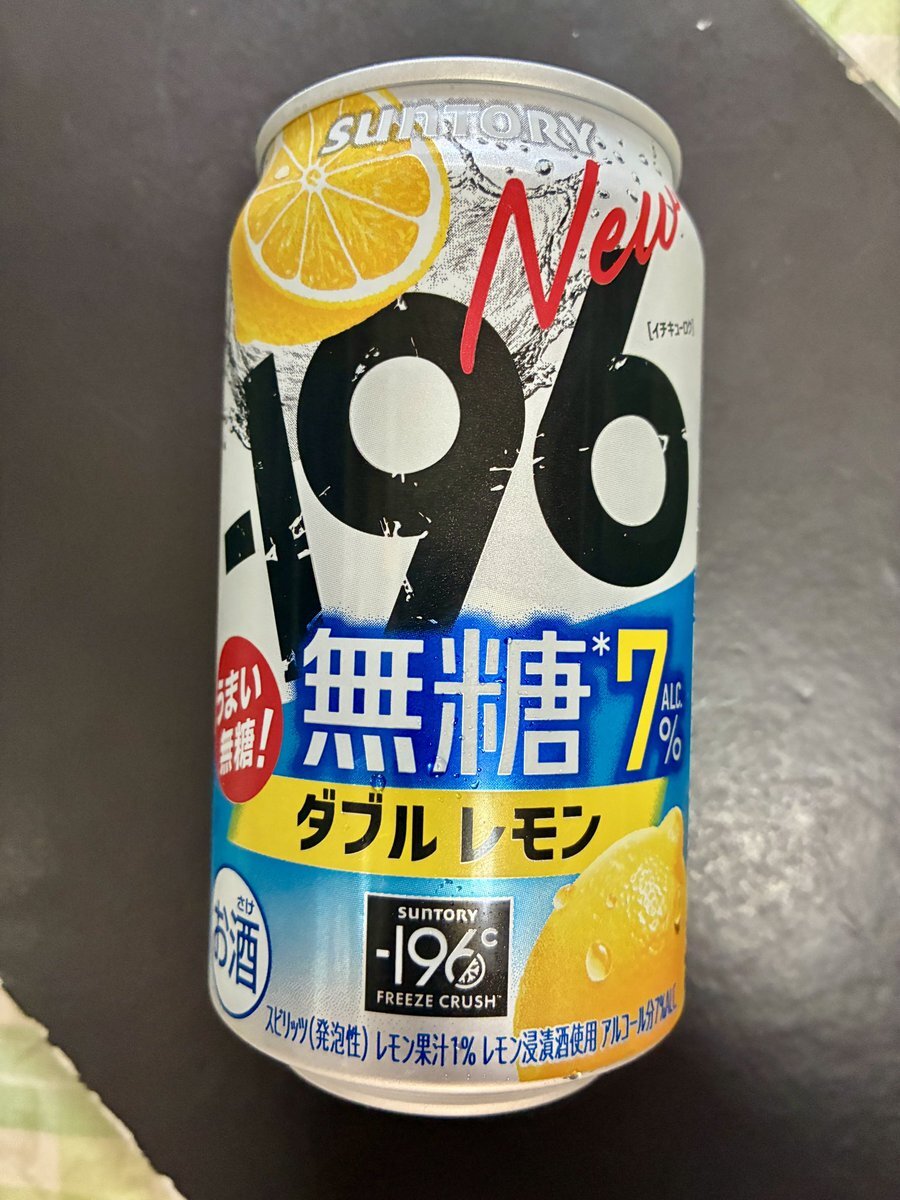 SUNTORY
New
-196
[イチキューロク]
うまい
無糖!
無糖*7
ALC.
%
ダブルレモン
さけ
お酒
SUNTORY
-196°C
FREEZE CRUSH™
スピリッツ(発泡性) レモン果汁1% レモン浸漬酒使用 アルコール分7%ALC.